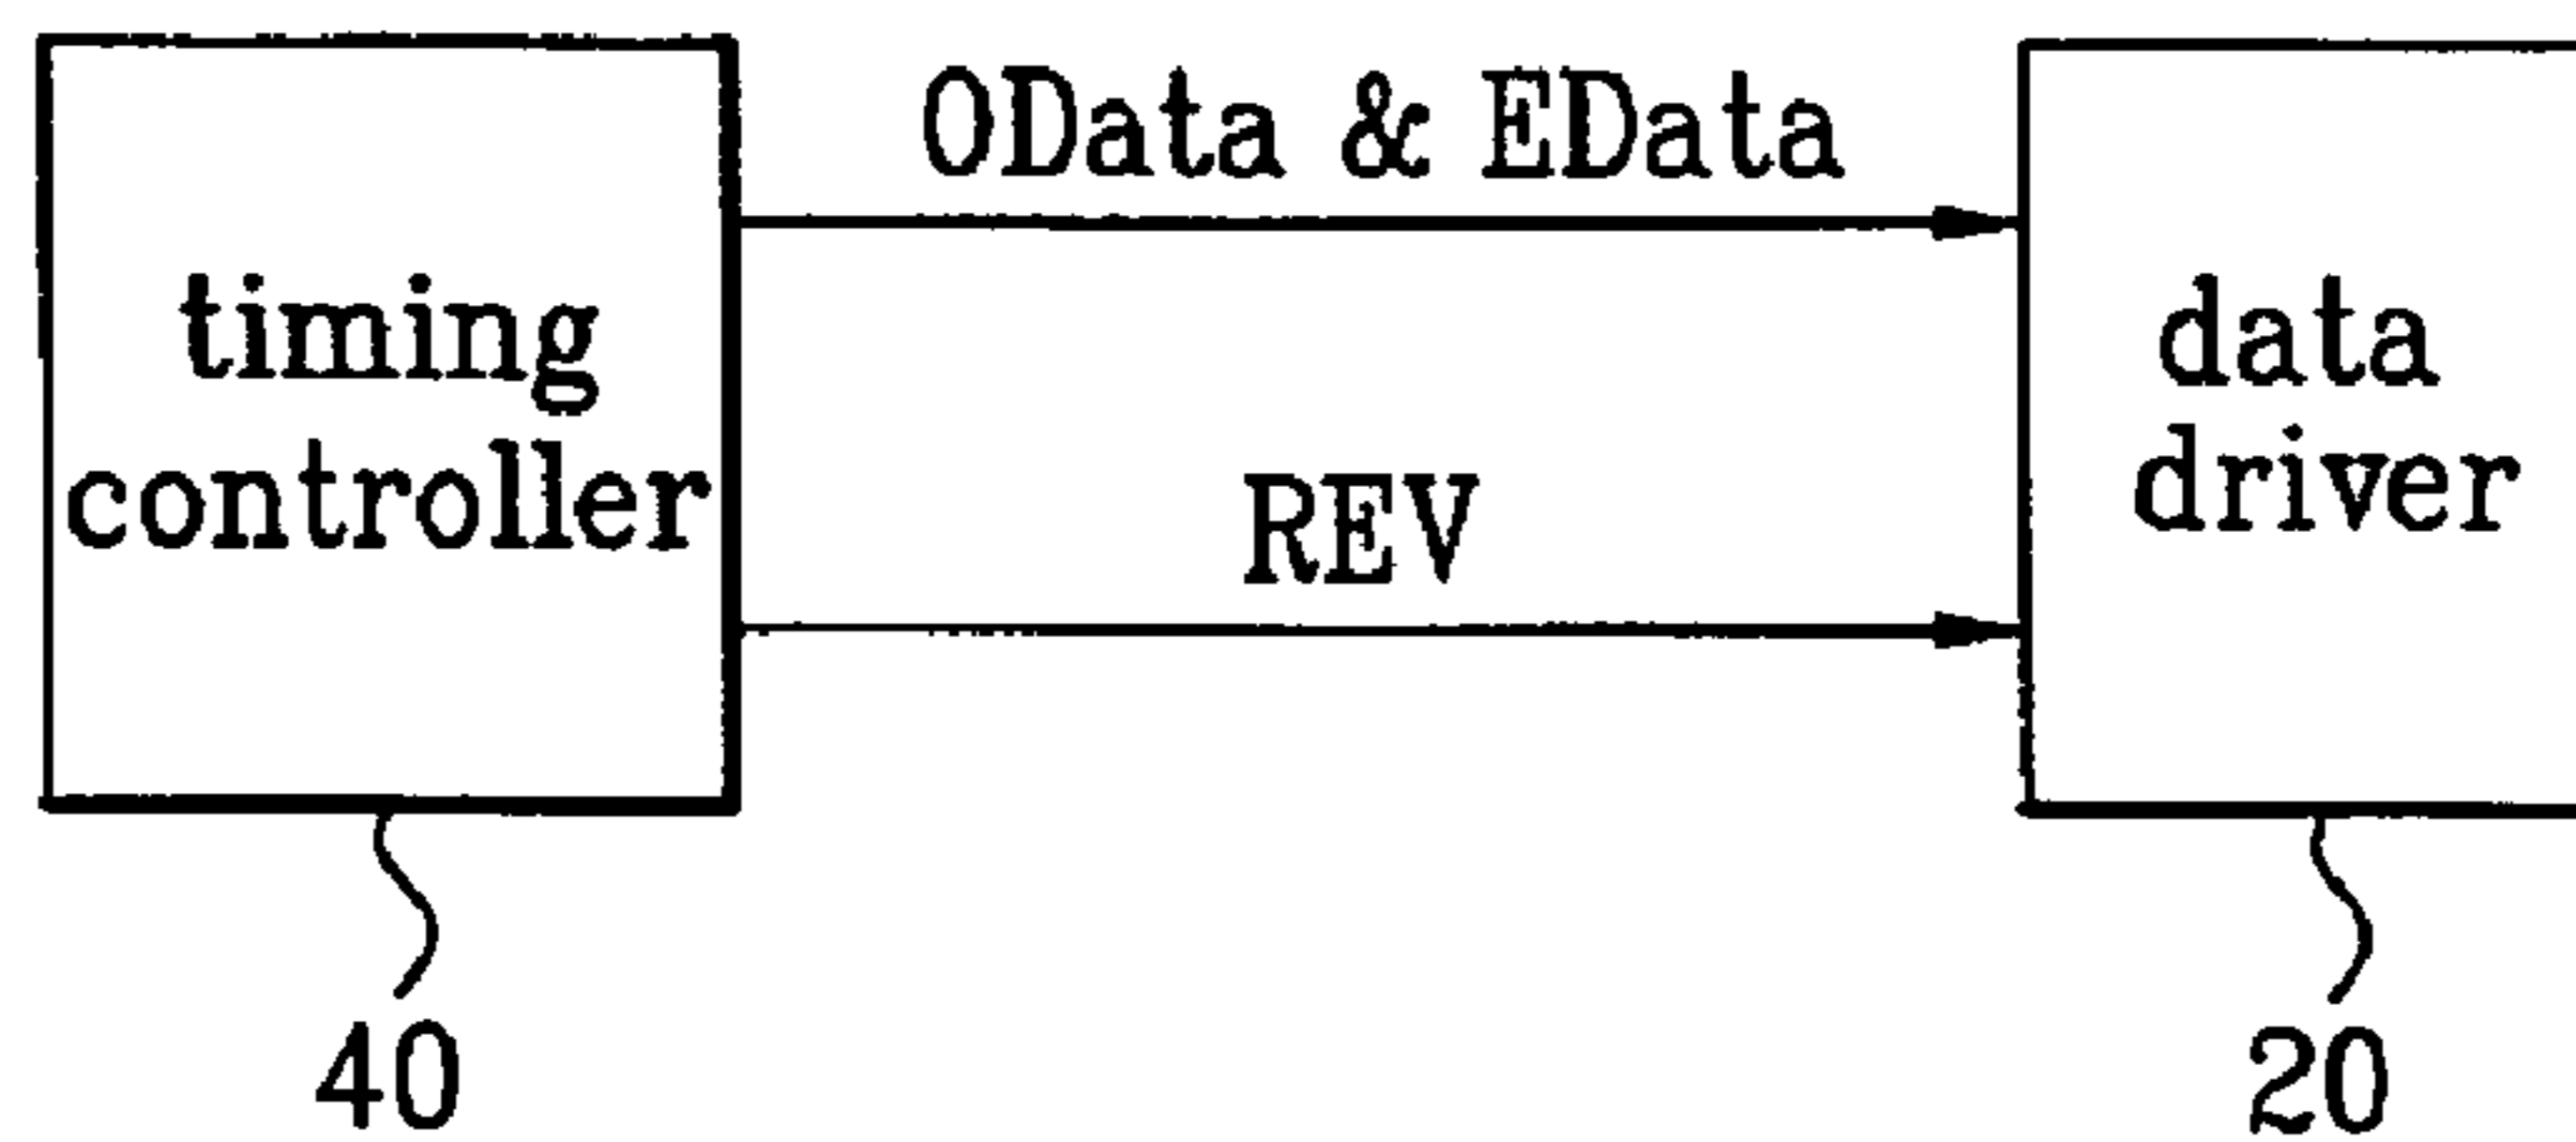 OData & EData
timing
controller
data
driver
REV
40
20